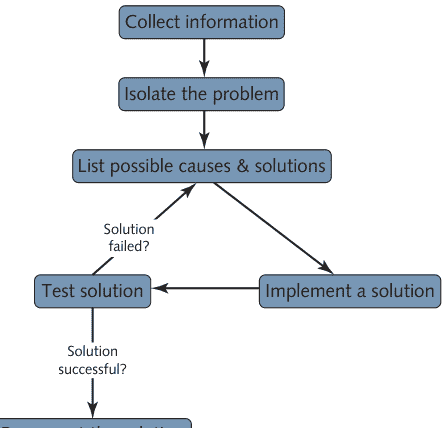 Collect information
Isolate the problem
List possible causes & solutions
Solution
failed?
Test solution
Implement a solution
Solution
successful?